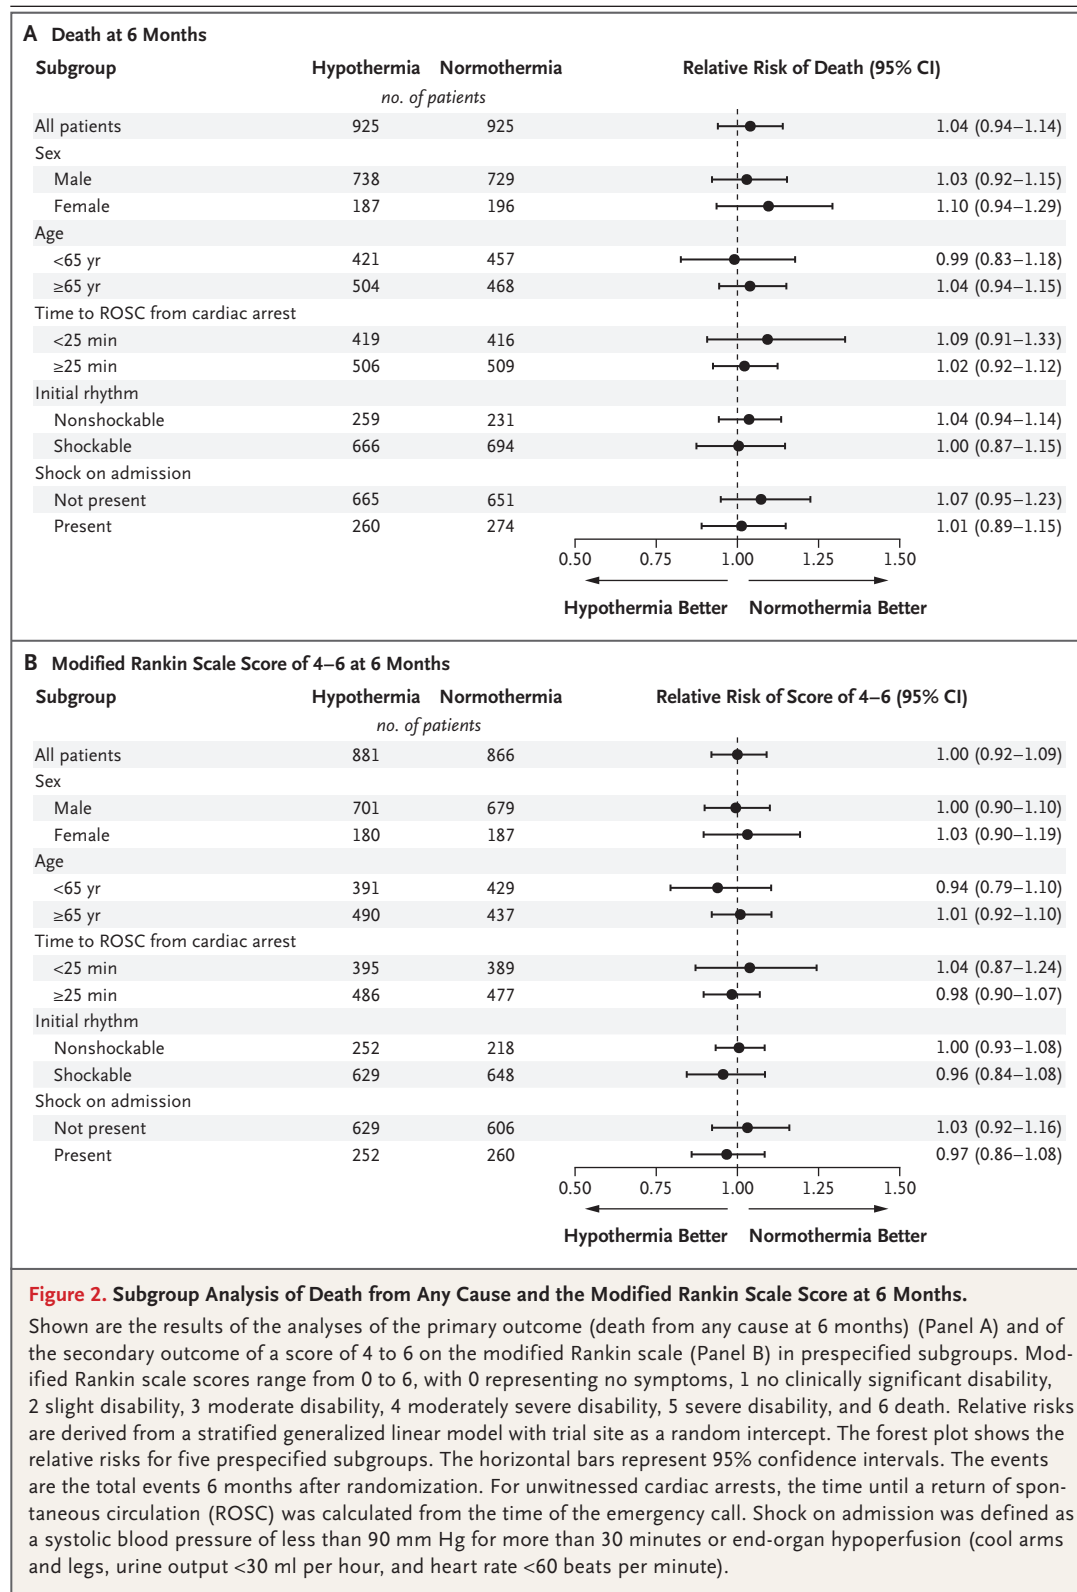 A Death at 6 Months
Subgroup Hypothermia Normothermia Relative Risk of Death (95% CI)
no. of patients
All patients 925 925 1.04 (0.94–1.14)
Sex
Male 738 729 1.03 (0.92–1.15)
Female 187 196 1.10 (0.94–1.29)
Age
<65 yr 421 457 0.99 (0.83–1.18)
≥65 yr 504 468 1.04 (0.94–1.15)
Time to ROSC from cardiac arrest
<25 min 419 416 1.09 (0.91–1.33)
≥25 min 506 509 1.02 (0.92–1.12)
Initial rhythm
Nonshockable 259 231 1.04 (0.94–1.14)
Shockable 666 694 1.00 (0.87–1.15)
Shock on admission
Not present 665 651 1.07 (0.95–1.23)
Present 260 274 1.01 (0.89–1.15)
0.50 0.75 1.00 1.25 1.50
Hypothermia Better Normothermia Better
B Modified Rankin Scale Score of 4–6 at 6 Months
Subgroup Hypothermia Normothermia Relative Risk of Score of 4–6 (95% CI)
no. of patients
All patients 881 866 1.00 (0.92–1.09)
Sex
Male 701 679 1.00 (0.90–1.10)
Female 180 187 1.03 (0.90–1.19)
Age
<65 yr 391 429 0.94 (0.79–1.10)
≥65 yr 490 437 1.01 (0.92–1.10)
Time to ROSC from cardiac arrest
<25 min 395 389 1.04 (0.87–1.24)
≥25 min 486 477 0.98 (0.90–1.07)
Initial rhythm
Nonshockable 252 218 1.00 (0.93–1.08)
Shockable 629 648 0.96 (0.84–1.08)
Shock on admission
Not present 629 606 1.03 (0.92–1.16)
Present 252 260 0.97 (0.86–1.08)
0.50 0.75 1.00 1.25 1.50
Hypothermia Better Normothermia Better
Figure 2. Subgroup Analysis of Death from Any Cause and the Modified Rankin Scale Score at 6 Months.
Shown are the results of the analyses of the primary outcome (death from any cause at 6 months) (Panel A) and of
the secondary outcome of a score of 4 to 6 on the modified Rankin scale (Panel B) in prespecified subgroups. Mod-
ified Rankin scale scores range from 0 to 6, with 0 representing no symptoms, 1 no clinically significant disability,
2 slight disability, 3 moderate disability, 4 moderately severe disability, 5 severe disability, and 6 death. Relative risks
are derived from a stratified generalized linear model with trial site as a random intercept. The forest plot shows the
relative risks for five prespecified subgroups. The horizontal bars represent 95% confidence intervals. The events
are the total events 6 months after randomization. For unwitnessed cardiac arrests, the time until a return of spon-
taneous circulation (ROSC) was calculated from the time of the emergency call. Shock on admission was defined as
a systolic blood pressure of less than 90 mm Hg for more than 30 minutes or end-organ hypoperfusion (cool arms
and legs, urine output <30 ml per hour, and heart rate <60 beats per minute).